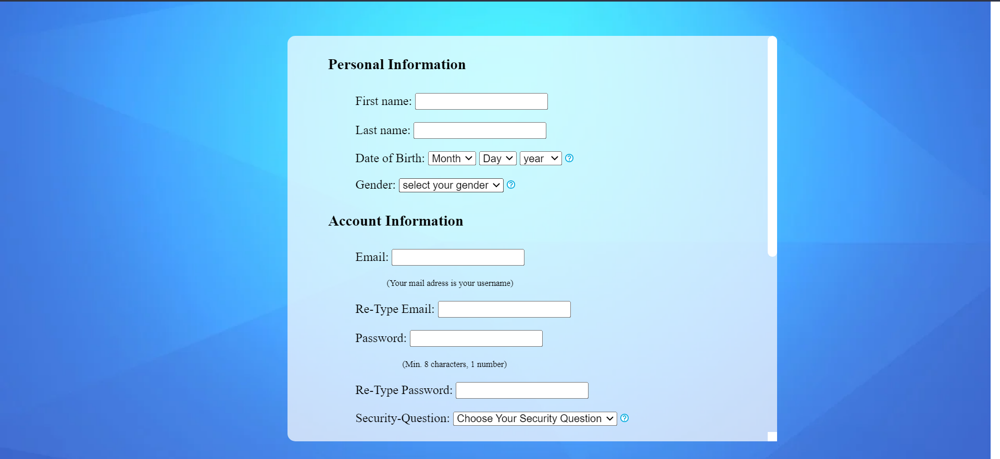 Personal Information
First name:
Last name:
Date of Birth: Month Day year ?
Gender: select your gender ?
Account Information
Email:
(Your mail adress is your username)
Re-Type Email:
Password:
(Min. 8 characters, 1 number)
Re-Type Password:
Security-Question: Choose Your Security Question ?